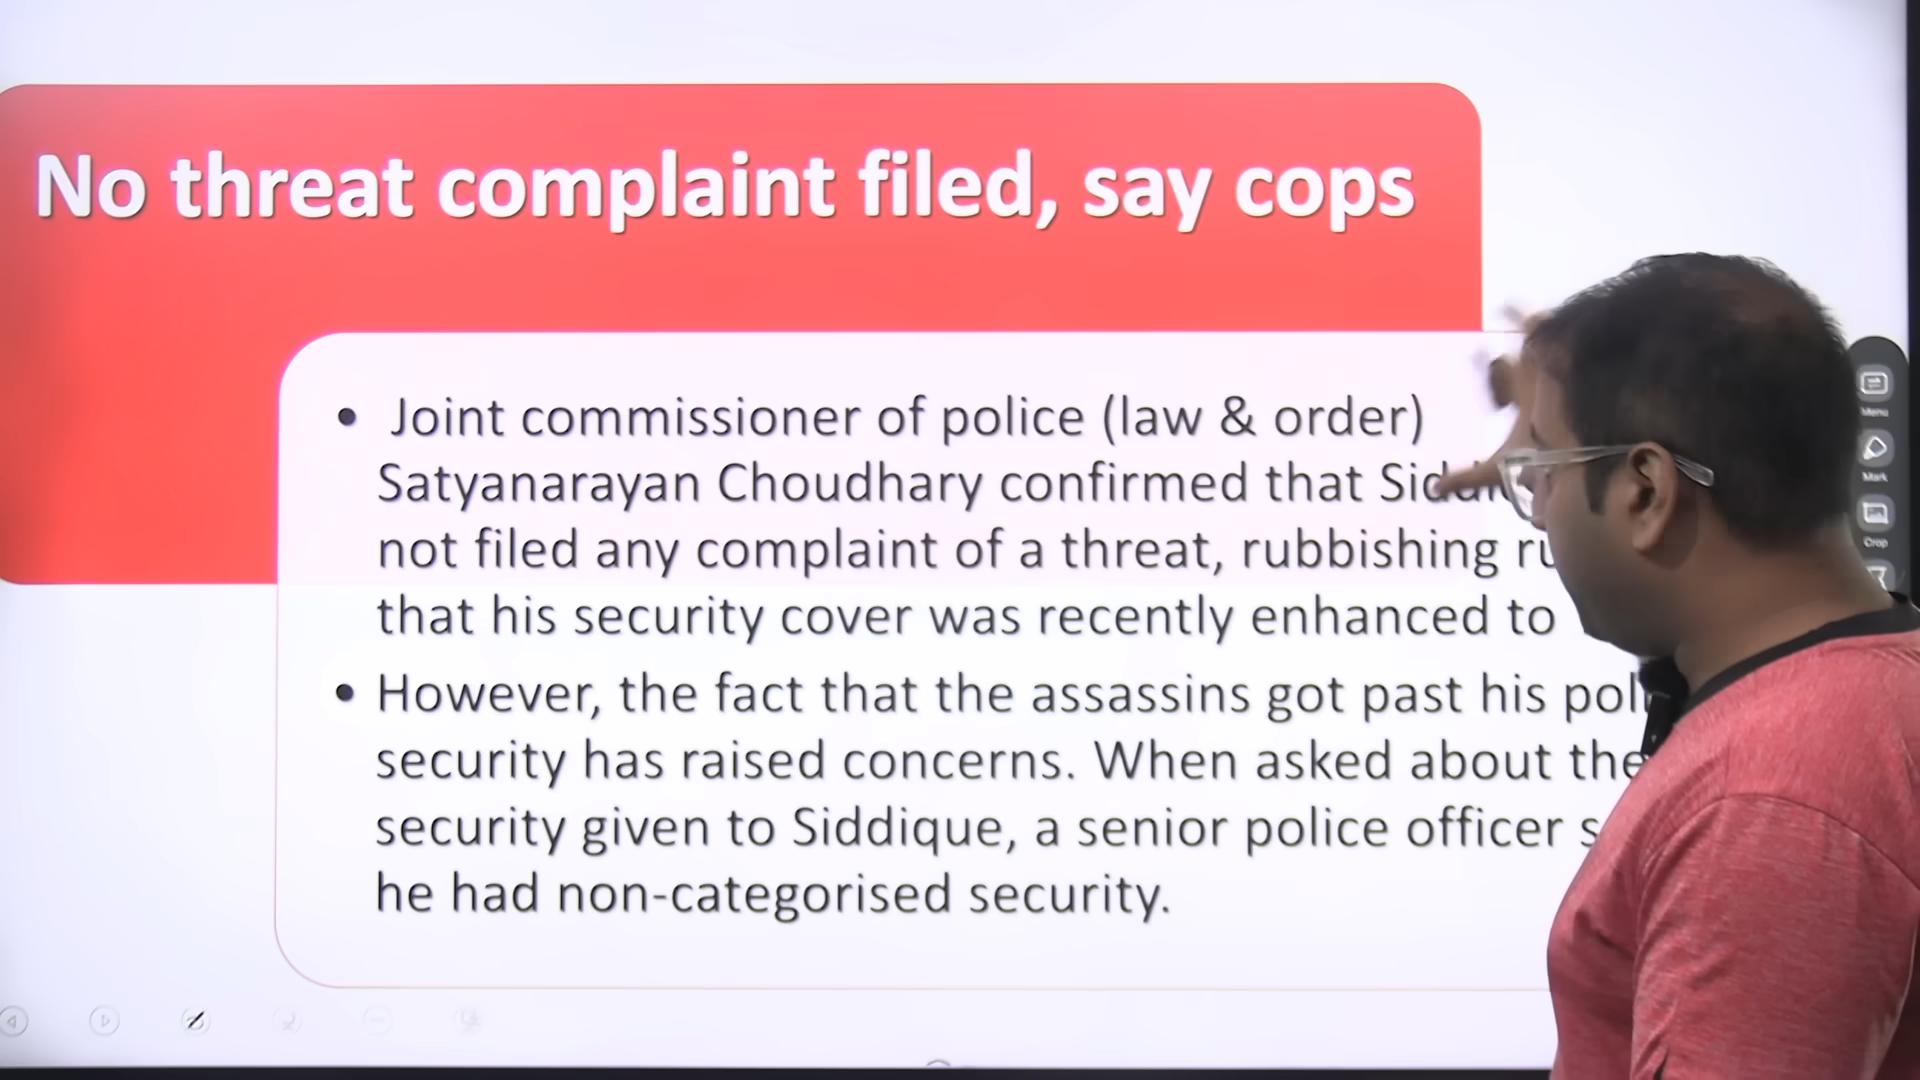 No threat complaint filed, say cops
• Joint commissioner of police (law & order)
Satyanarayan Choudhary confirmed that
not filed any complaint of a threat, rubbishing
that his security cover was recently enhanced to
• However, the fact that the assassins got past his
security has raised concerns. When asked about the
security given to Siddique, a senior police officer
he had non-categorised security.
Menu
Mark
Crop